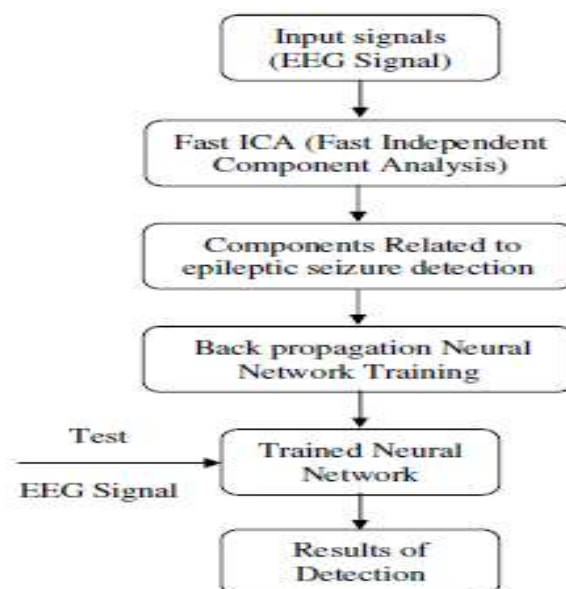 Input signals
(EEG Signal)
Fast ICA (Fast Independent
Component Analysis)
Components Related to
epileptic seizure detection
Back propagation Neural
Network Training
Test
EEG Signal
Trained Neural
Network
Results of
Detection